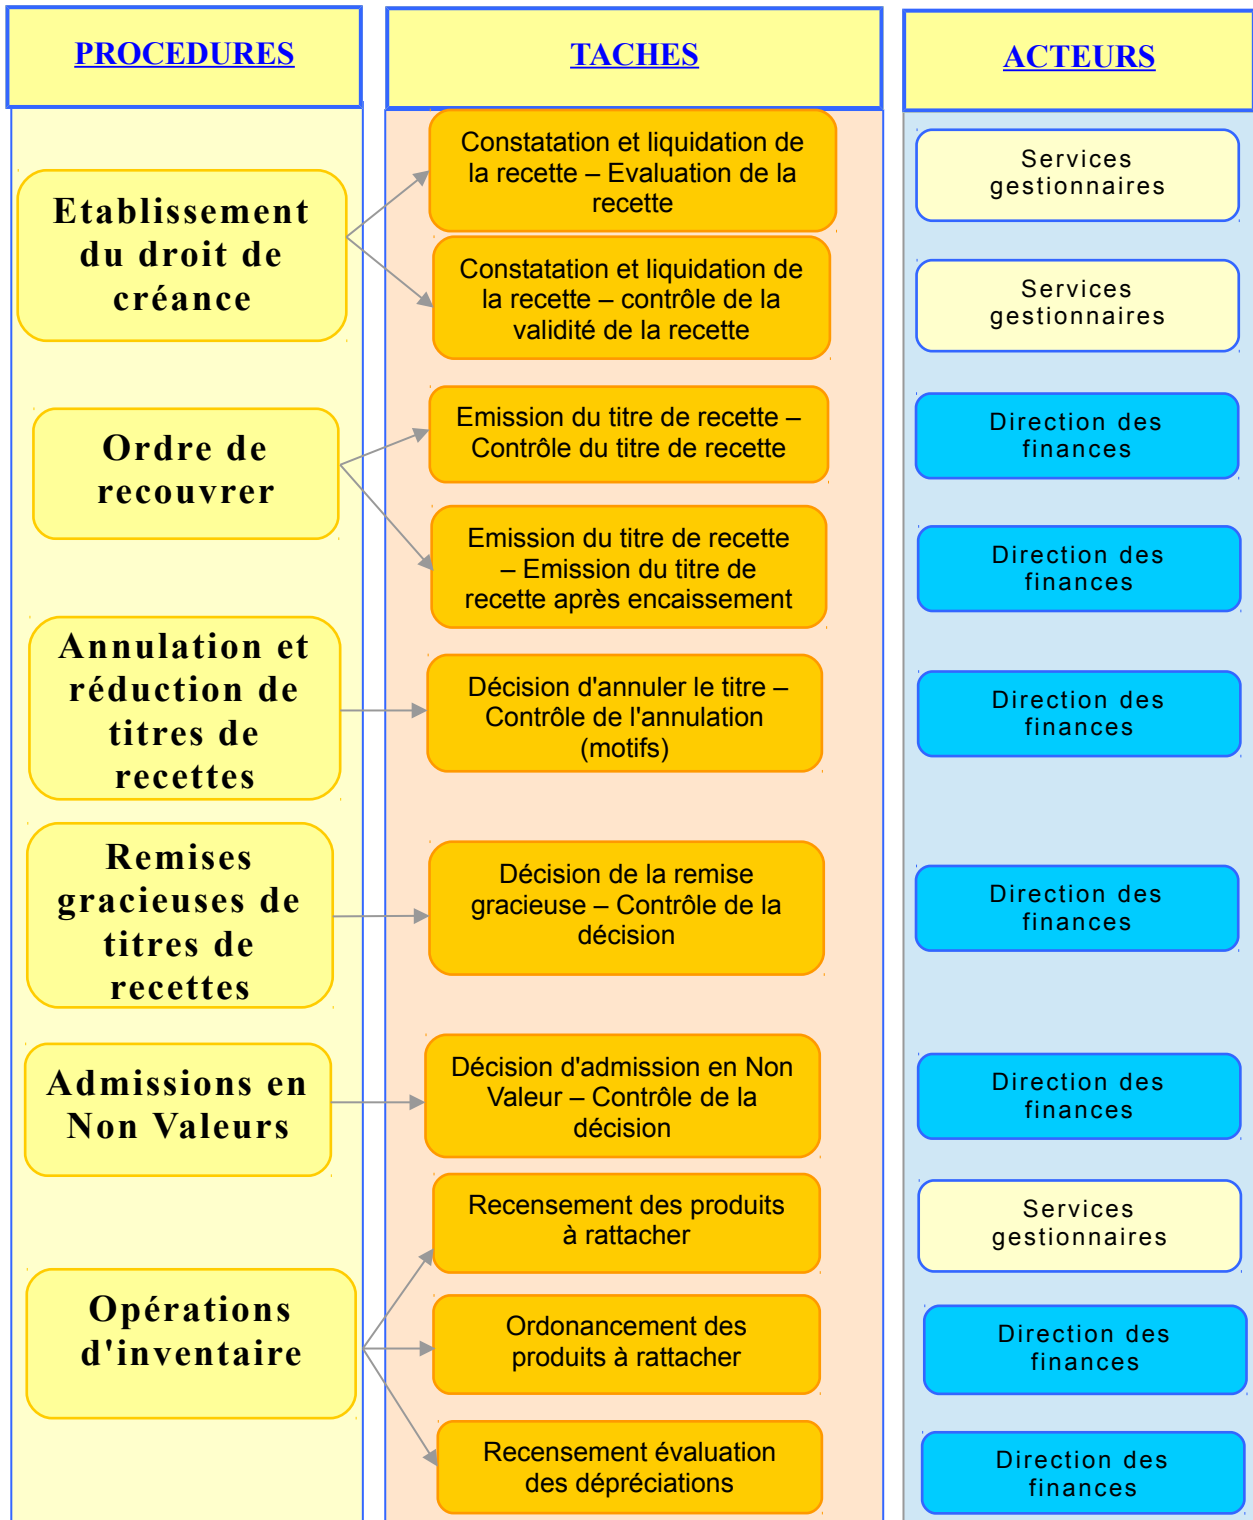 PROCEDURES
TACHES
ACTEURS
Etablissement
du droit de
créance
Constatation et liquidation de
la recette – Evaluation de la
recette
Services
gestionnaires
Constatation et liquidation de
la recette – contrôle de la
validité de la recette
Services
gestionnaires
Ordre de
recouvrer
Emission du titre de recette –
Contrôle du titre de recette
Direction des
finances
Emission du titre de recette
– Emission du titre de
recette après encaissement
Direction des
finances
Annulation et
réduction de
titres de
recettes
Décision d'annuler le titre –
Contrôle de l'annulation
(motifs)
Direction des
finances
Remises
gracieuses de
titres de
recettes
Décision de la remise
gracieuse – Contrôle de la
décision
Direction des
finances
Admissions en
Non Valeurs
Décision d'admission en Non
Valeur – Contrôle de la
décision
Direction des
finances
Opérations
d'inventaire
Recensement des produits
à rattacher
Services
gestionnaires
Ordonancement des
produits à rattacher
Direction des
finances
Recensement évaluation
des dépréciations
Direction des
finances